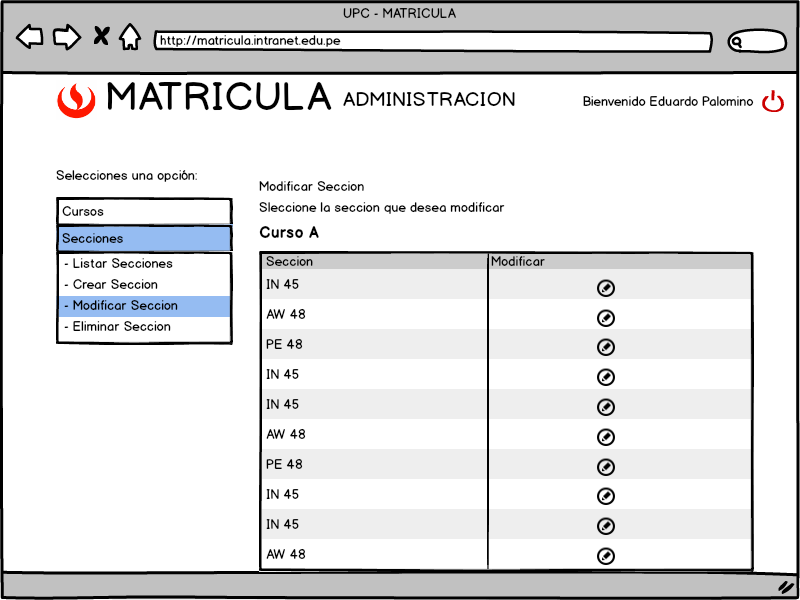 UPC - MATRICULA
http://matricula.intranet.edu.pe
MATRICULA ADMINISTRACION
Bienvenido Eduardo Palomino
Selecciones una opción:
Cursos
Secciones
- Listar Secciones
- Crear Seccion
- Modificar Seccion
- Eliminar Seccion
Modificar Seccion
Sleccione la seccion que desea modificar
Curso A
Seccion Modificar
IN 45
AW 48
PE 48
IN 45
IN 45
AW 48
PE 48
IN 45
IN 45
AW 48